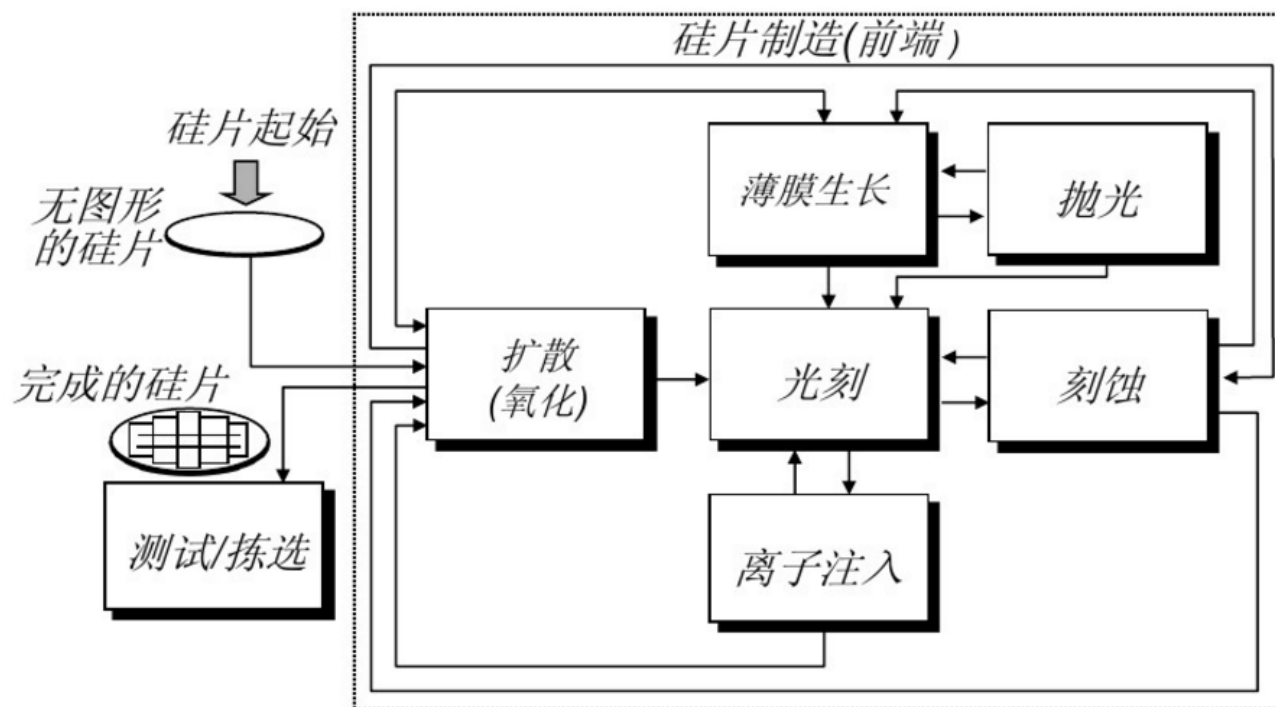 硅片制造(前端)
硅片起始
无图形
的硅片
薄膜生长
抛光
扩散
(氧化)
光刻
刻蚀
完成的硅片
测试/拣选
离子注入